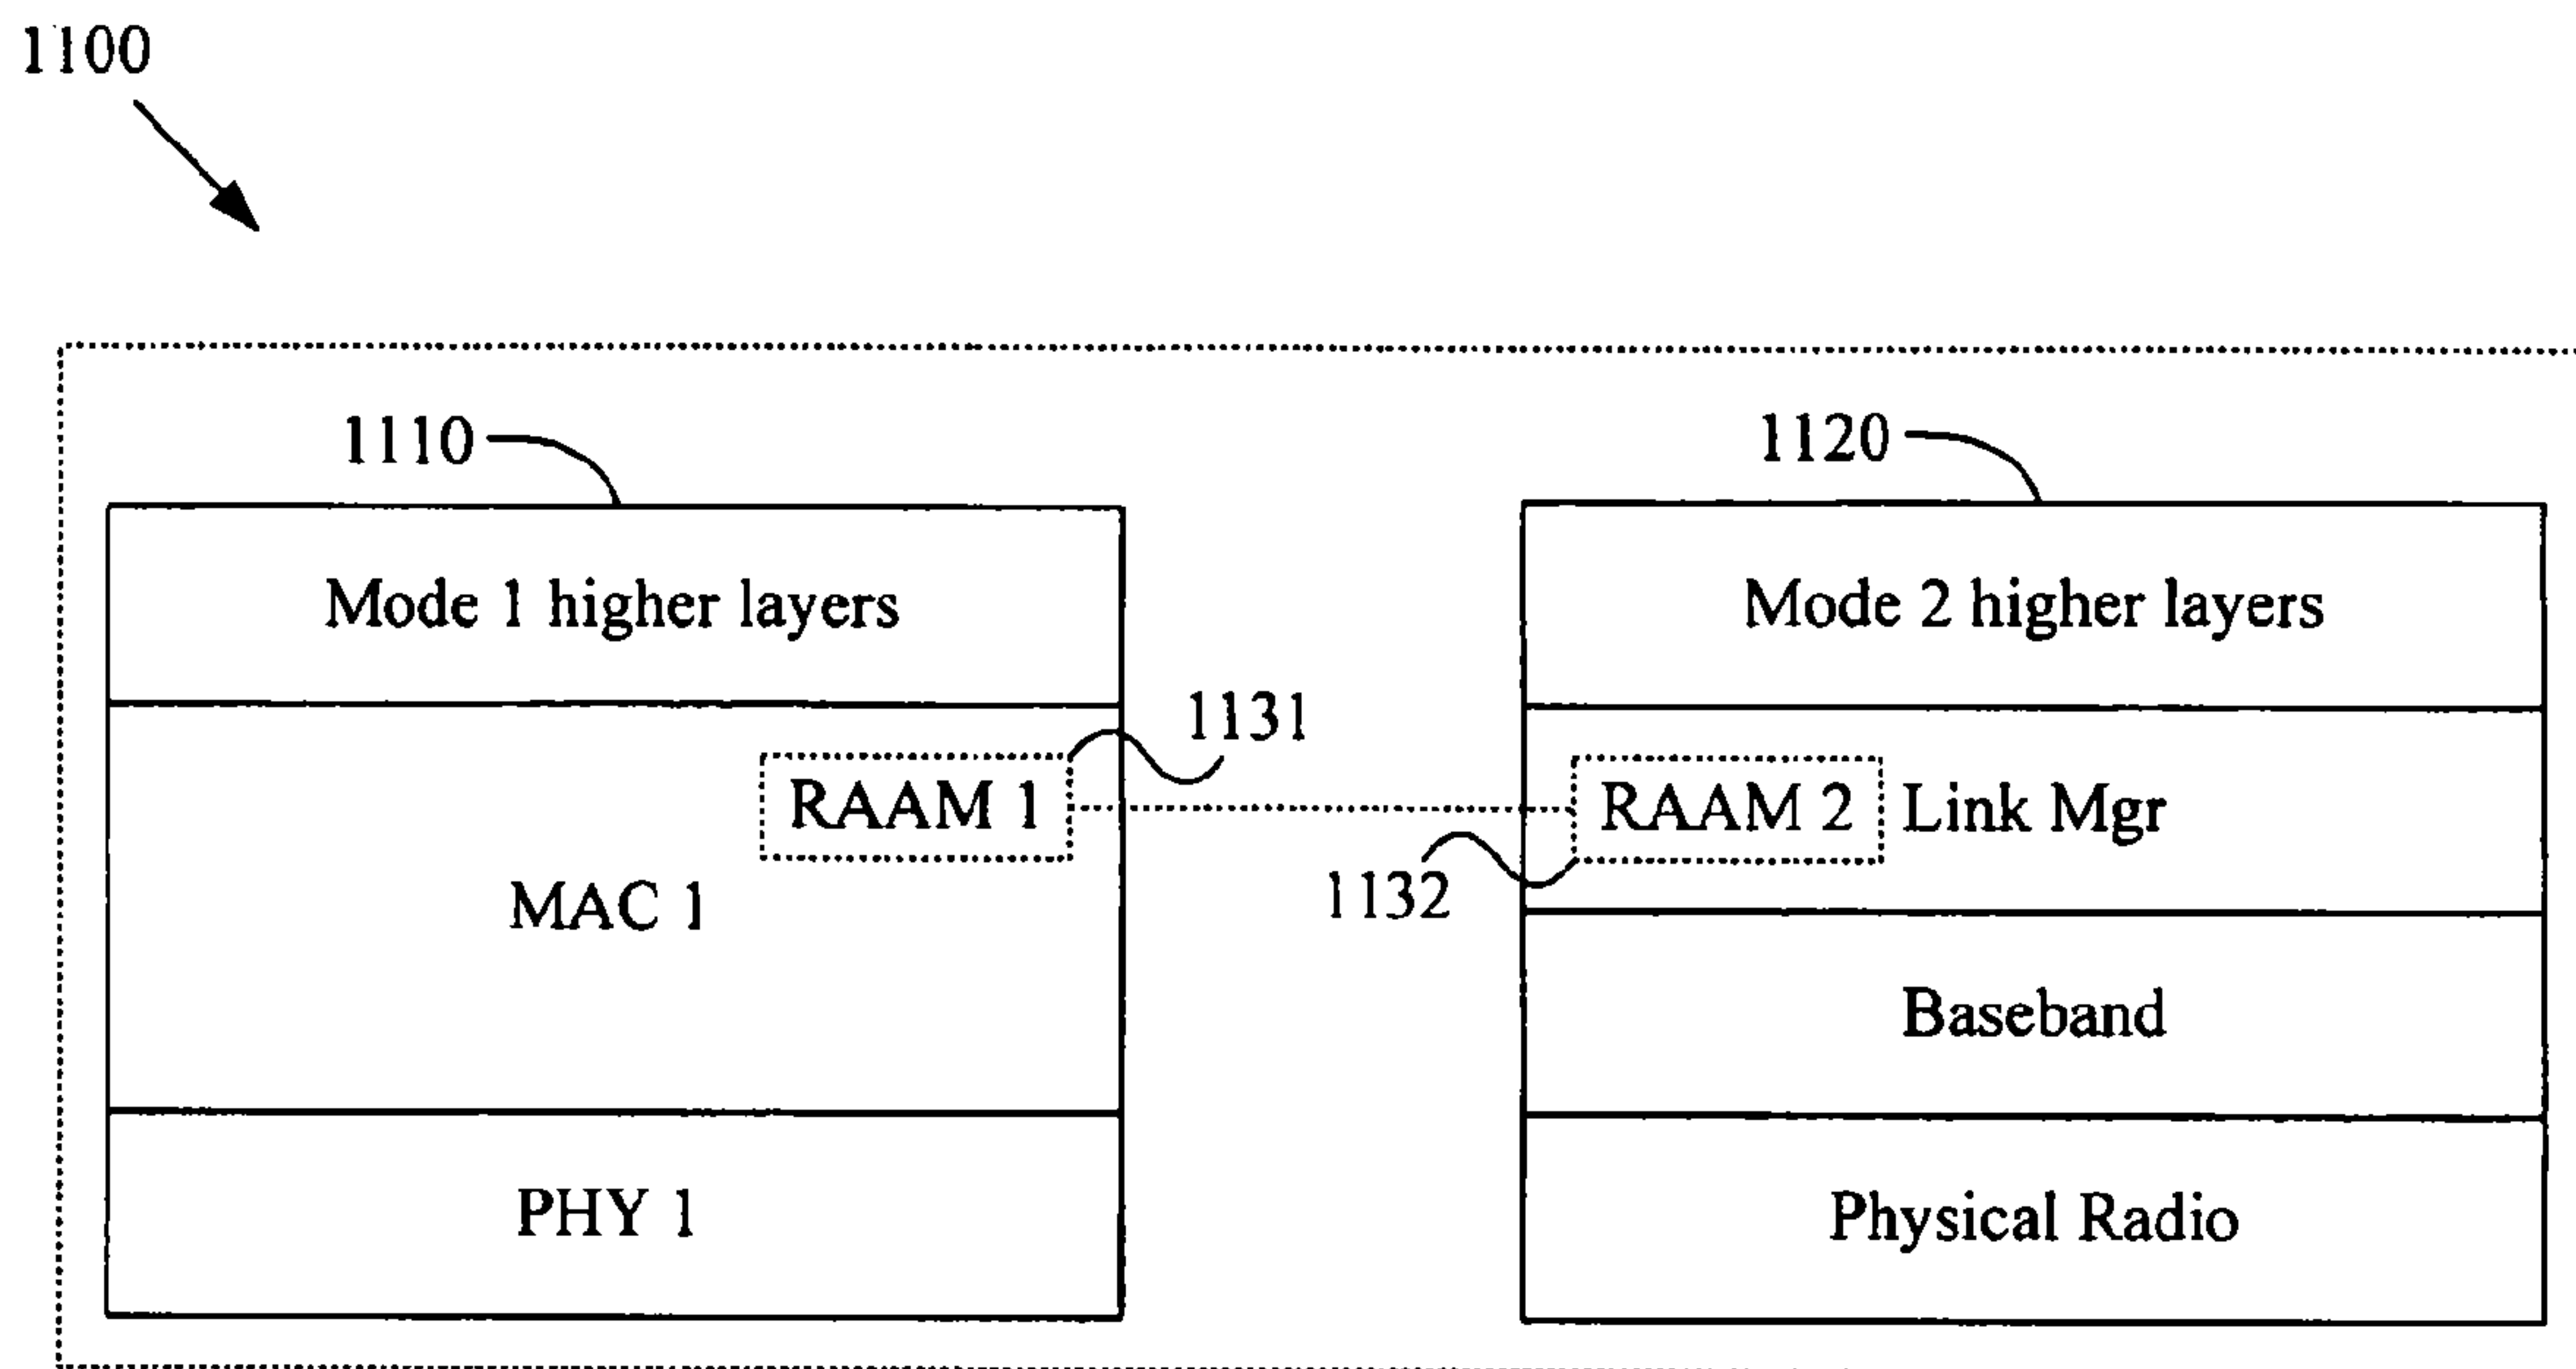 1100
1110
Mode 1 higher layers
1131
RAAM 1
MAC 1
PHY 1
1120
Mode 2 higher layers
RAAM 2 Link Mgr
1132
Baseband
Physical Radio